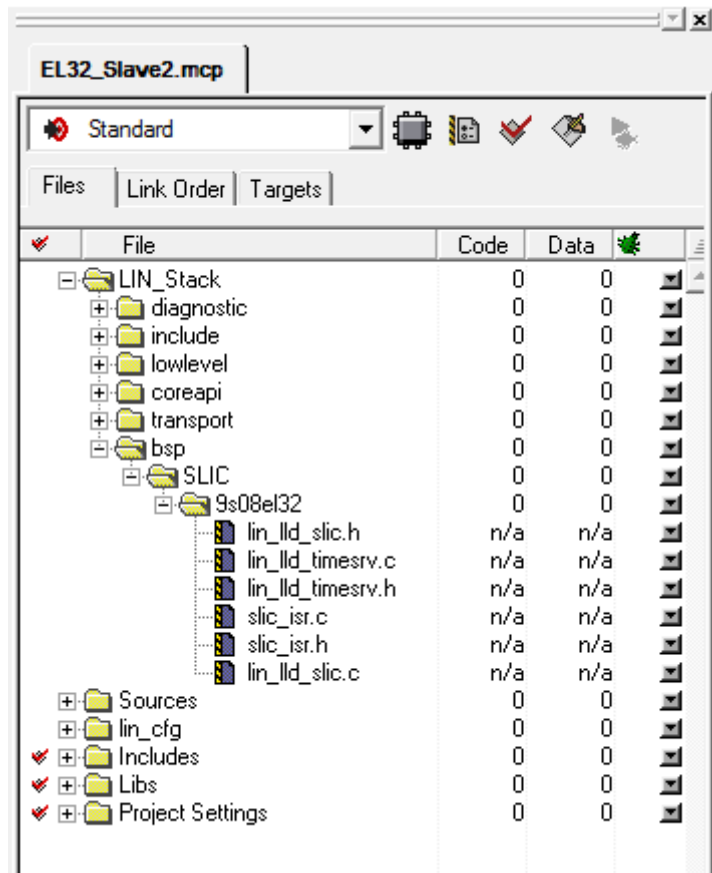 EL32_Slave2.mcp
Standard
Files Link Order Targets
File Code Data
LIN_Stack 0 0
diagnostic 0 0
include 0 0
lowlevel 0 0
coreapi 0 0
transport 0 0
bsp 0 0
SLIC 0 0
9s08el32 0 0
lin_lld_slic.h n/a n/a
lin_lld_timesrv.c n/a n/a
lin_lld_timesrv.h n/a n/a
slic_isr.c n/a n/a
slic_isr.h n/a n/a
lin_lld_slic.c n/a n/a
Sources 0 0
lin_cfg 0 0
Includes 0 0
Libs 0 0
Project Settings 0 0